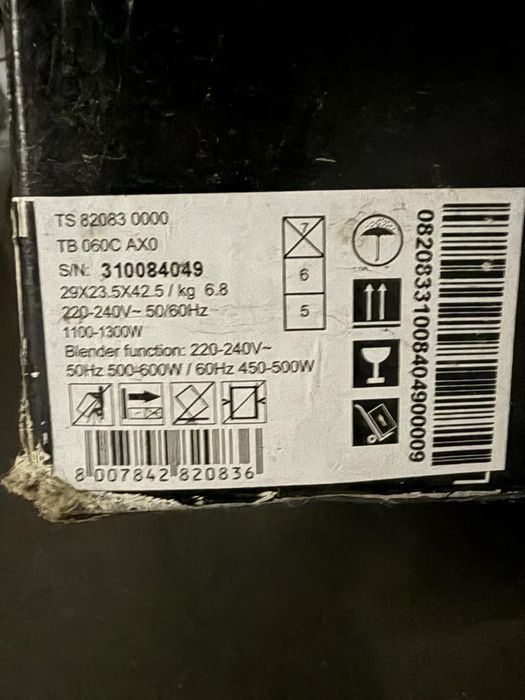 TS 82083 0000
TB 060C AX0
S/N: 310084049
29X23.5X42.5 / kg 6.8
220-240V~ 50/60Hz
1100-1300W
Blender function: 220-240V~
50Hz 500-600W / 60Hz 450-500W
8 007842 820836
7
6
5
08208331008404900009